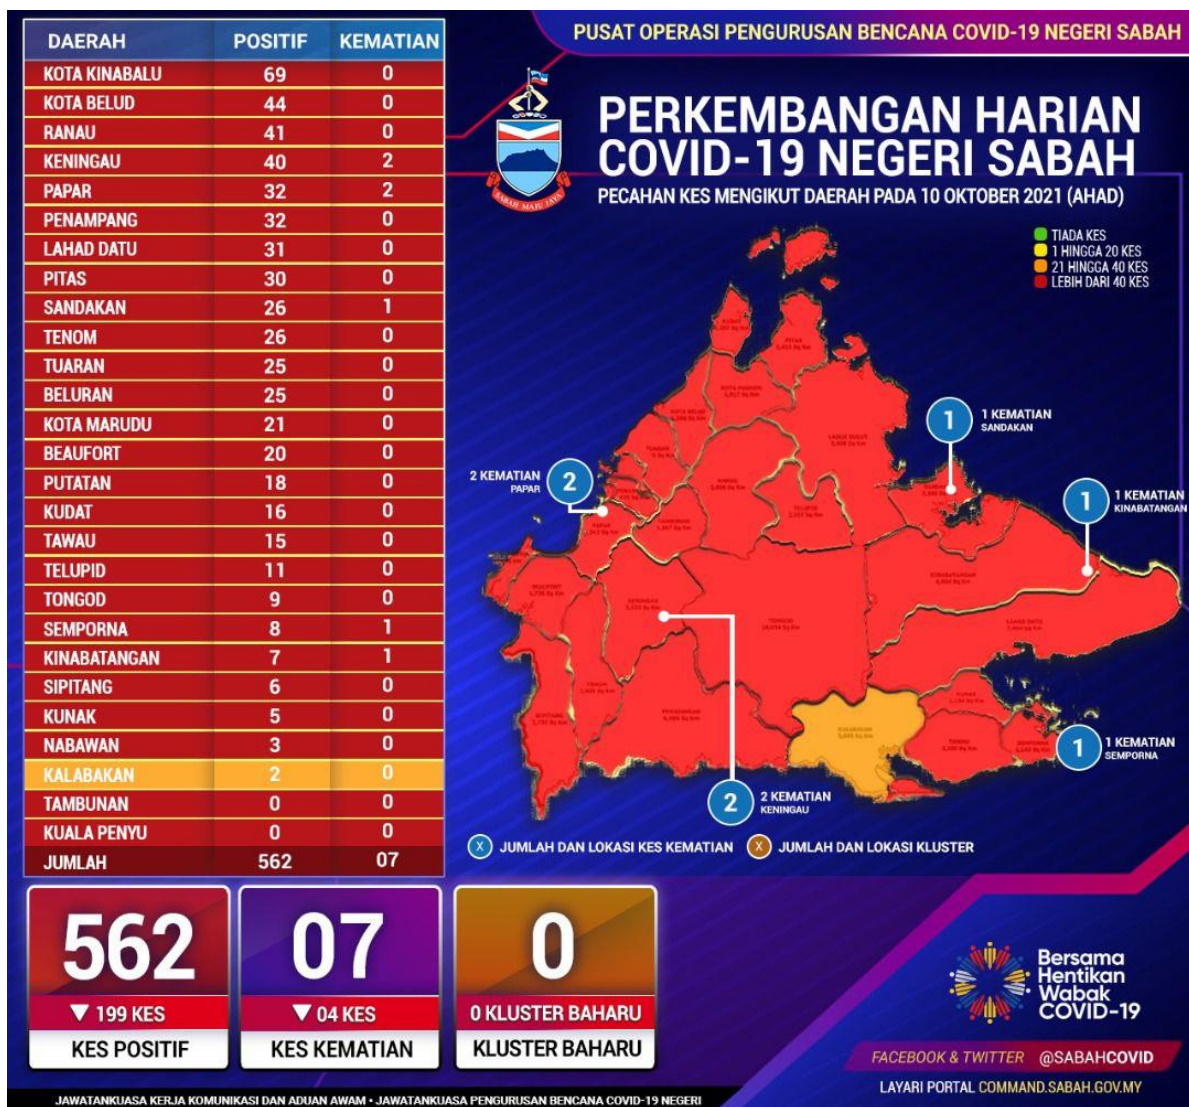 DAERAH POSITIF KEMATIAN
KOTA KINABALU 69 0
KOTA BELUD 44 0
RANAU 41 0
KENINGAU 40 2
PAPAR 32 2
PENAMPANG 32 0
LAHAD DATU 31 0
PITAS 30 0
SANDAKAN 26 1
TENOM 26 0
TUARAN 25 0
BELURAN 25 0
KOTA MARUDU 21 0
BEAUFORT 20 0
PUTATAN 18 0
KUDAT 16 0
TAWAU 15 0
TELUPID 11 0
TONGOD 9 0
SEMPORNA 8 1
KINABATANGAN 7 1
SIPITANG 6 0
KUNAK 5 0
NABAWAN 3 0
KALABAKAN 2 0
TAMBUNAN 0 0
KUALA PENYU 0 0
JUMLAH 562 07
PUSAT OPERASI PENGURUSAN BENCANA COVID-19 NEGERI SABAH
SABAH MAJU JAYA
PERKEMBANGAN HARIAN
COVID-19 NEGERI SABAH
PECAHAN KES MENGIKUT DAERAH PADA 10 OKTOBER 2021 (AHAD)
TIADA KES
1 HINGGA 20 KES
21 HINGGA 40 KES
LEBIH DARI 40 KES
1
1 KEMATIAN
SANDAKAN
2 KEMATIAN
PAPAR
2
1
1 KEMATIAN
KINABATANGAN
1
1 KEMATIAN
SEMPORNA
2
2 KEMATIAN
KENINGAU
X JUMLAH DAN LOKASI KES KEMATIAN
X JUMLAH DAN LOKASI KLUSTER
562
▼ 199 KES
KES POSITIF
07
▼ 04 KES
KES KEMATIAN
0
0 KLUSTER BAHARU
KLUSTER BAHARU
Bersama
Hentikan
Wabak
COVID-19
FACEBOOK & TWITTER @SABAHCOVID
LAYARI PORTAL COMMAND.SABAH.GOV.MY
JAWATANKUASA KERJA KOMUNIKASI DAN ADUAN AWAM • JAWATANKUASA PENGURUSAN BENCANA COVID-19 NEGERI